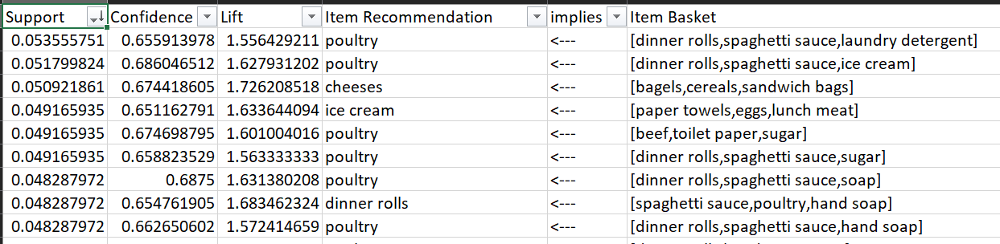 Support Confidence Lift Item Recommendation implies Item Basket
0.053555751 0.655913978 1.556429211 poultry <--- [dinner rolls,spaghetti sauce,laundry detergent]
0.051799824 0.686046512 1.627931202 poultry <--- [dinner rolls,spaghetti sauce,ice cream]
0.050921861 0.674418605 1.726208518 cheeses <--- [bagels,cereals,sandwich bags]
0.049165935 0.651162791 1.633644094 ice cream <--- [paper towels,eggs,lunch meat]
0.049165935 0.674698795 1.601004016 poultry <--- [beef,toilet paper,sugar]
0.049165935 0.658823529 1.563333333 poultry <--- [dinner rolls,spaghetti sauce,sugar]
0.048287972 0.6875 1.631380208 poultry <--- [dinner rolls,spaghetti sauce,soap]
0.048287972 0.654761905 1.683462324 dinner rolls <--- [spaghetti sauce,poultry,hand soap]
0.048287972 0.662650602 1.572414659 poultry <--- [dinner rolls,spaghetti sauce,hand soap]